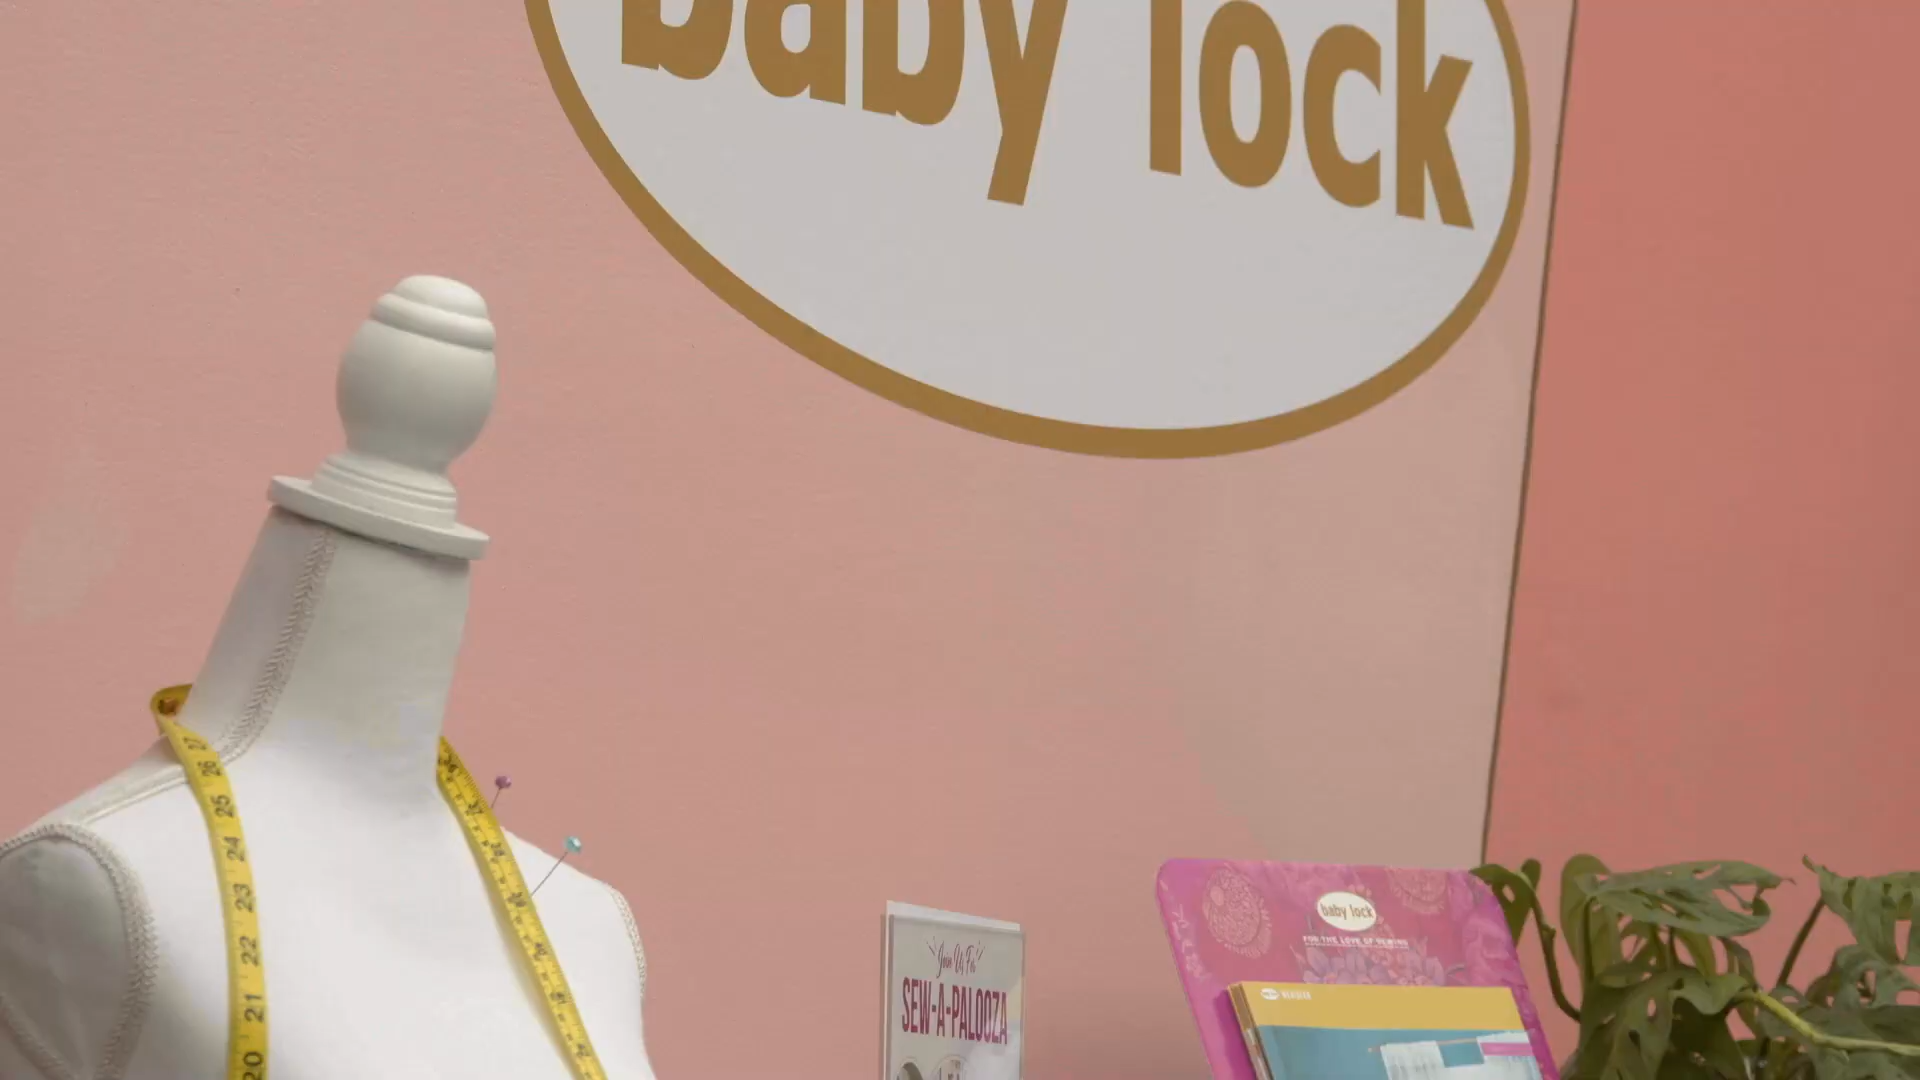 baby lock
baby lock
FOR THE LOVE OF SEWING
Join Us For
SEW-A-PALOOZA
27
26
25
24
23
22
21
20